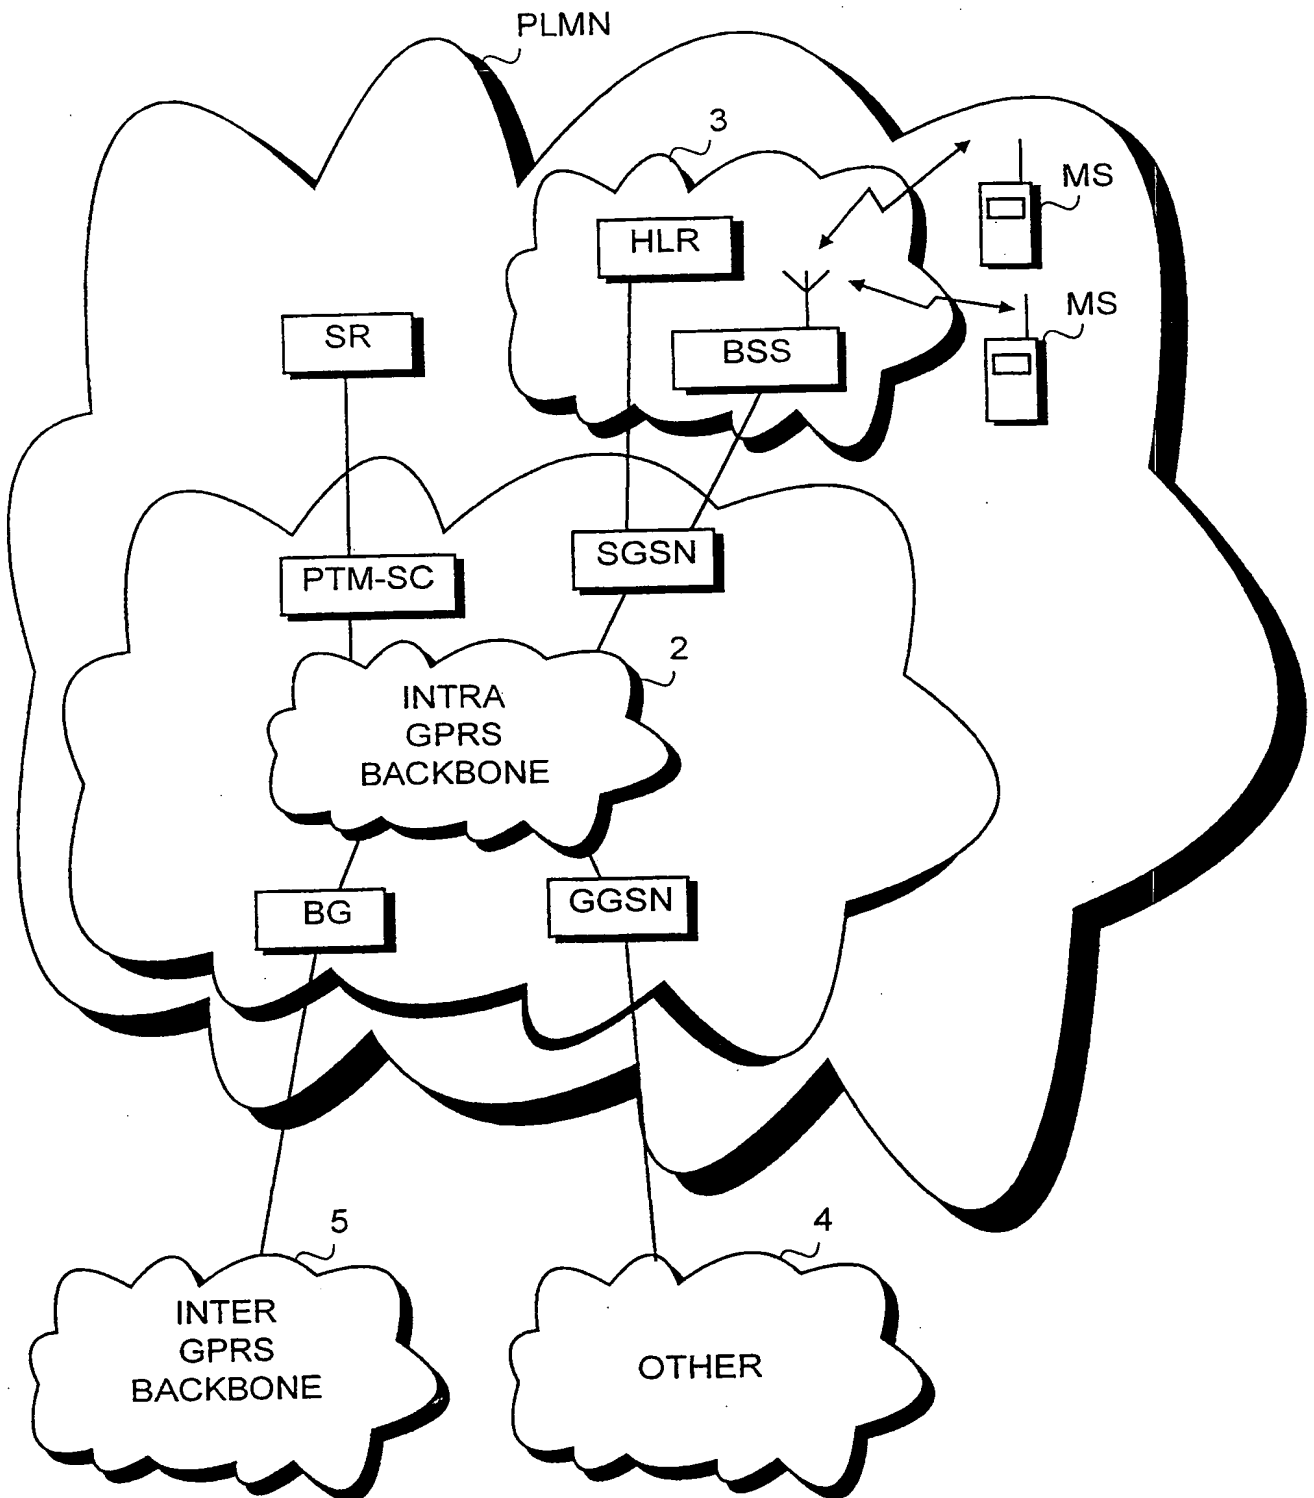 PLMN
3
MS
HLR
MS
SR
BSS
PTM-SC
SGSN
2
INTRA
GPRS
BACKBONE
BG
GGSN
5
4
INTER
GPRS
BACKBONE
OTHER